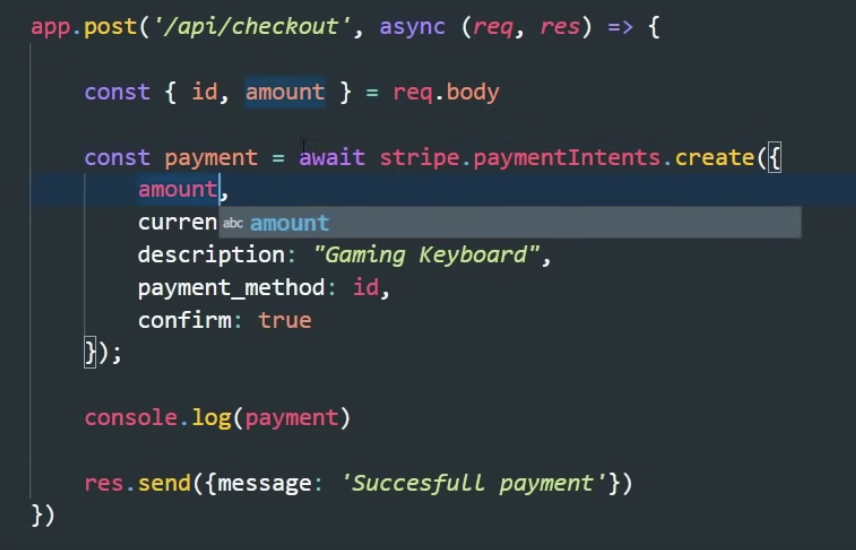 app.post('/api/checkout', async (req, res) => {
const { id, amount } = req.body
const payment = await stripe.paymentIntents.create({
amount,
curren abc amount
description: "Gaming Keyboard",
payment_method: id,
confirm: true
});
console.log(payment)
res.send({message: 'Succesfull payment'})
})